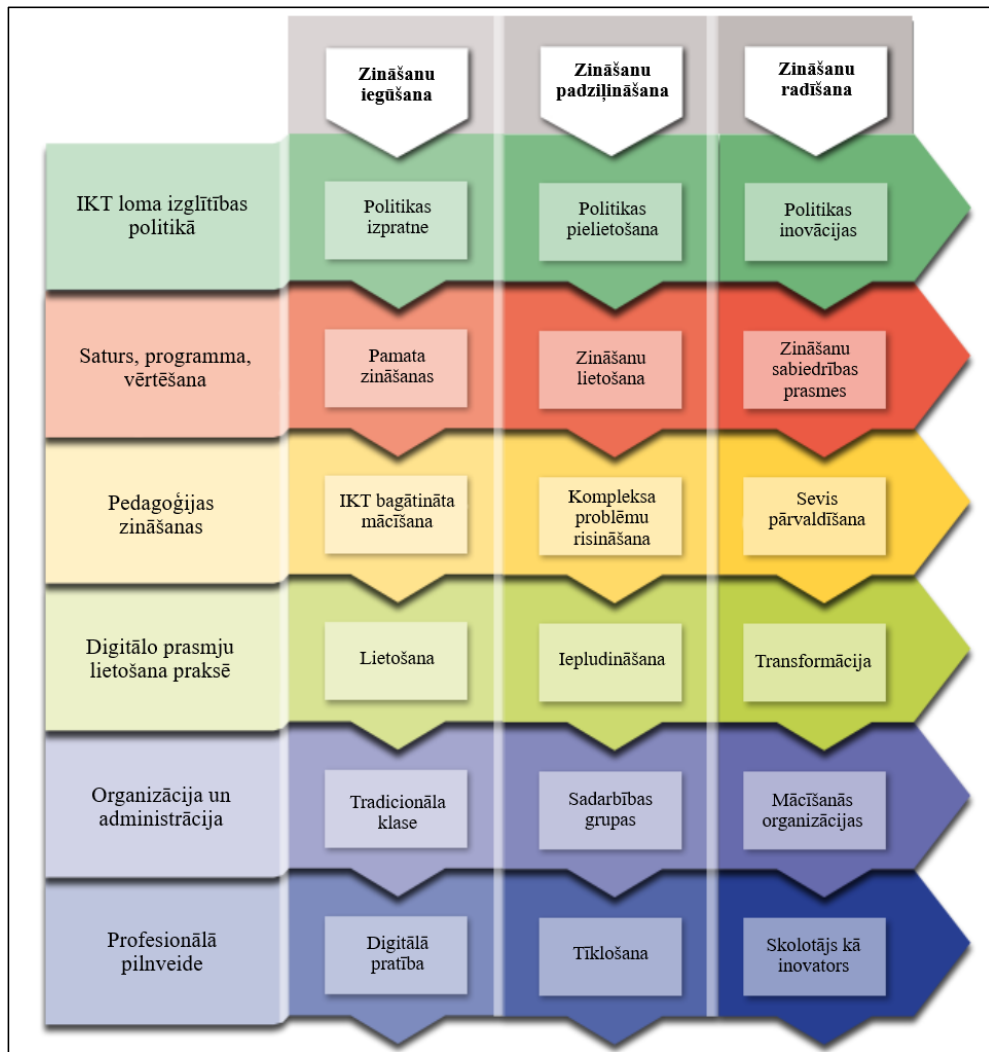 Zināšanu
iegūšana
Zināšanu
padziļināšana
Zināšanu
radīšana
IKT loma izglītības
politikā
Politikas
izpratne
Politikas
pielietošana
Politikas
inovācijas
Saturs, programma,
vērtēšana
Pamata
zināšanas
Zināšanu
lietošana
Zināšanu
sabiedrības
prasmes
Pedagoģijas
zināšanas
IKT bagātināta
mācīšana
Kompleksa
problēmu
risināšana
Sevis
pārvaldīšana
Digitālo prasmju
lietošana praksē
Lietošana
Iepludināšana
Transformācija
Organizācija un
administrācija
Tradicionāla
klase
Sadarbības
grupas
Mācīšanās
organizācijas
Profesionālā
pilnveide
Digitālā
pratība
Tīklošana
Skolotājs kā
inovators